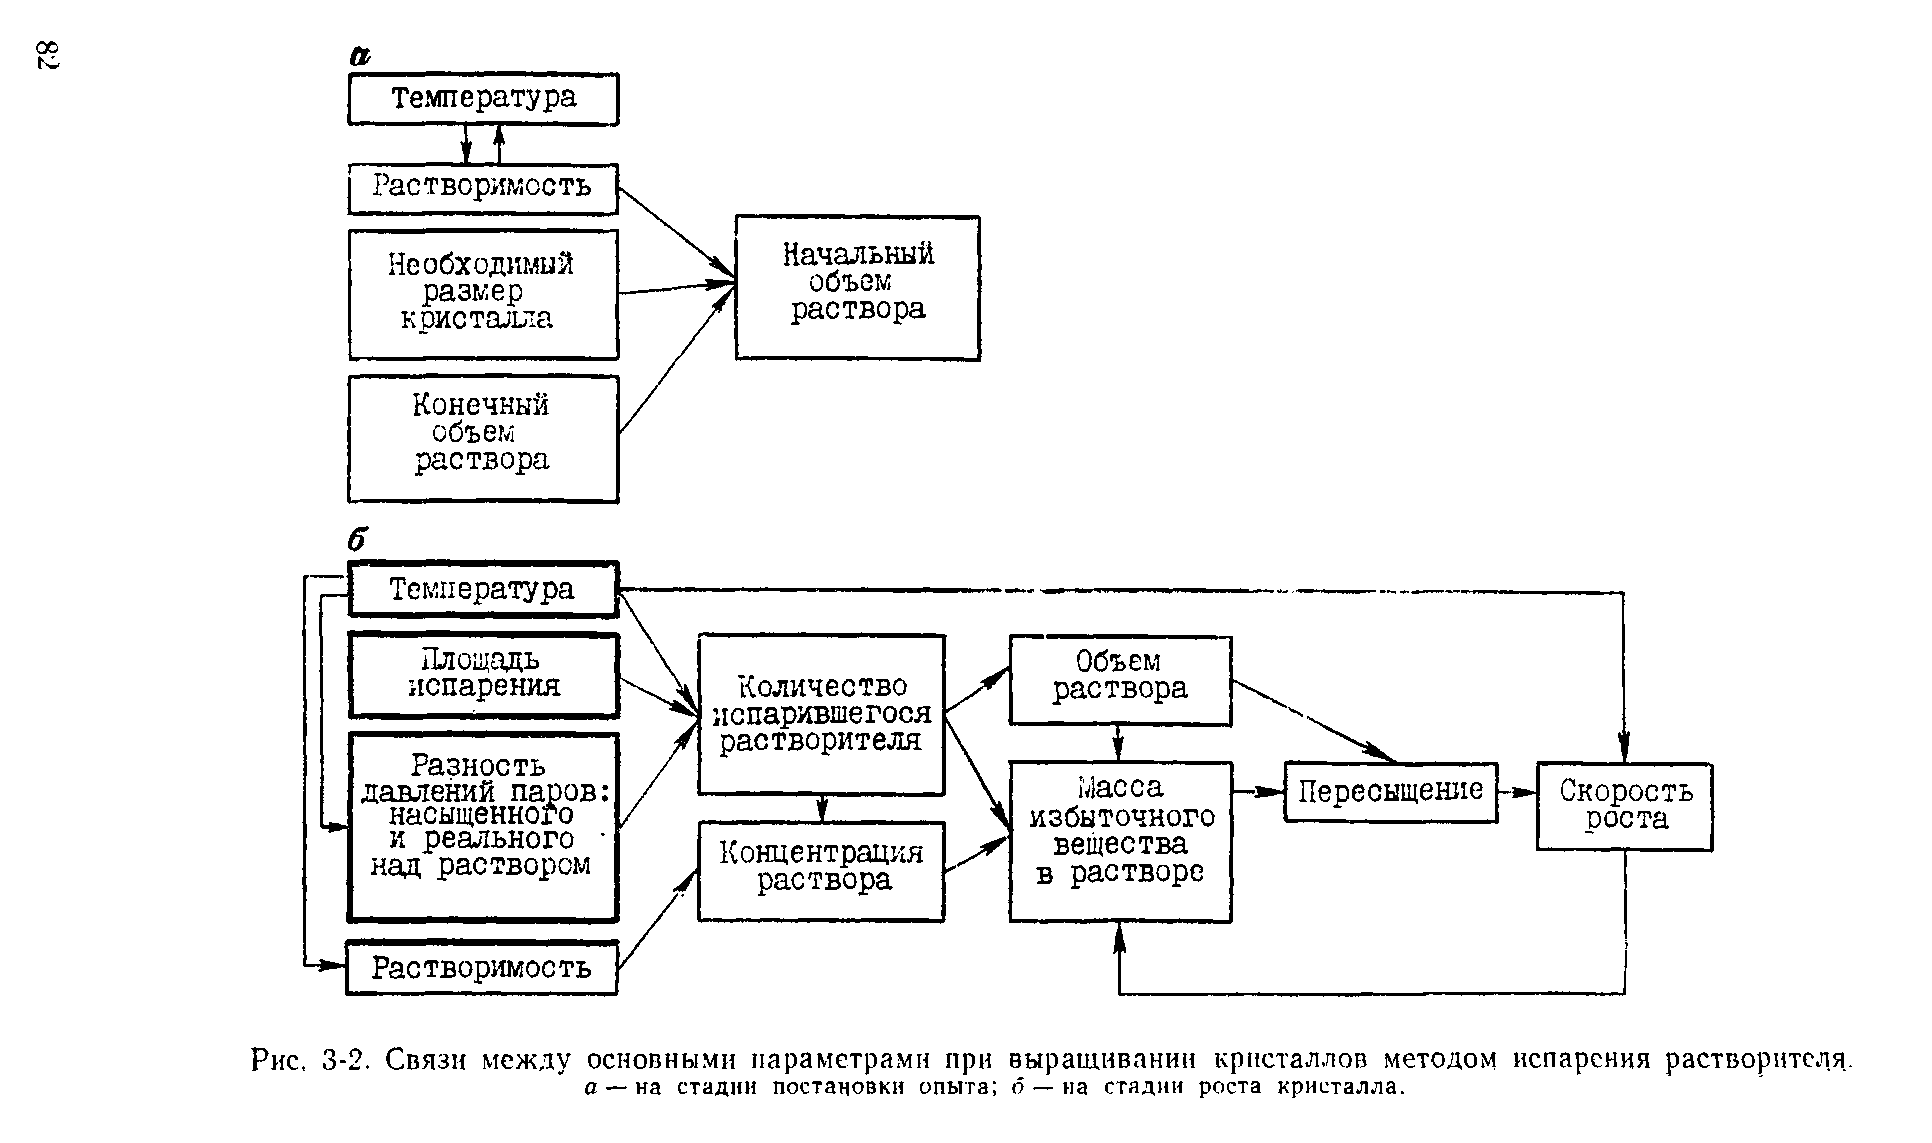 82
а
Температура
Растворимость
Необходимый
размер
кристалла
Конечный
объем
раствора
Начальный
объем
раствора
б
Температура
Площадь
испарения
Разность
давлений паров:
насыщенного
и реального
над раствором
Растворимость
Количество
испарившегося
растворителя
Концентрация
раствора
Объем
раствора
Масса
избыточного
вещества
в растворе
Пересыщение
Скорость
роста
Рис. 3-2. Связи между основными параметрами при выращивании кристаллов методом испарения растворителя.
а — на стадии постановки опыта; б — на стадии роста кристалла.